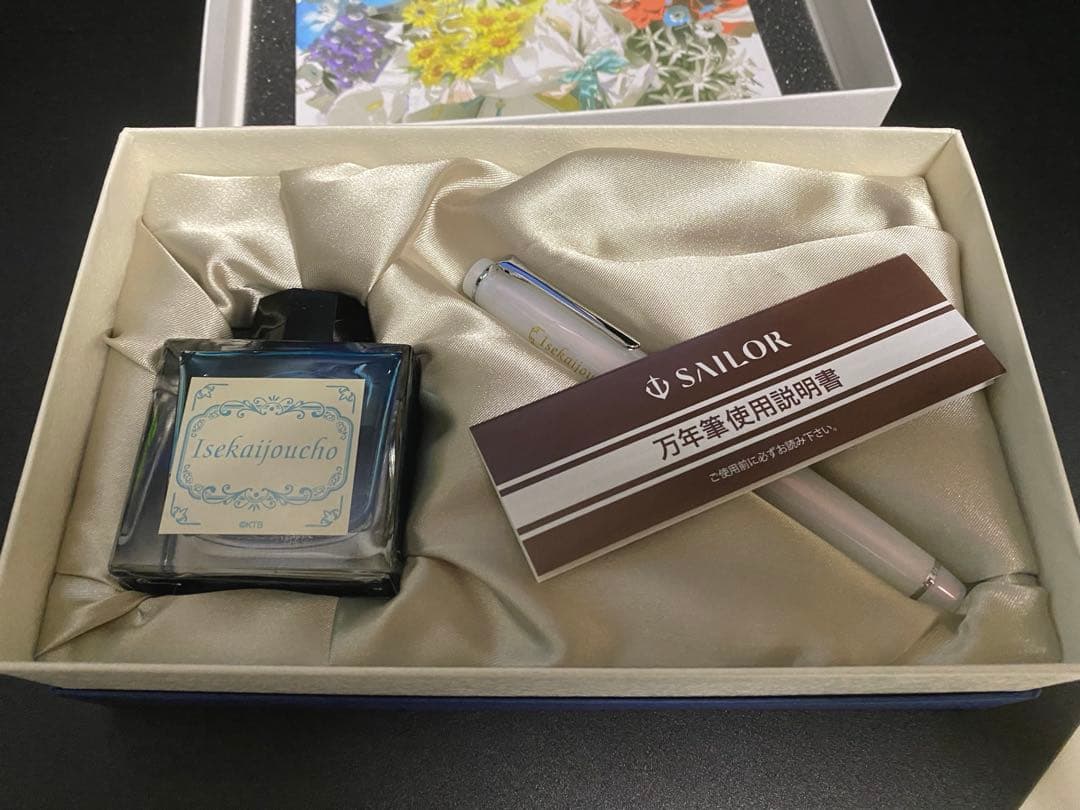 Isekaijoucho
©KTB
Isekaijou
SAILOR
万年筆使用説明書
ご使用前に必ずお読み下さい。